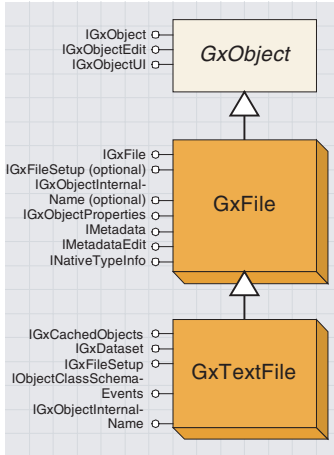 IGxObject
IGxObjectEdit
IGxObjectUI
GxObject
IGxFile
IGxFileSetup (optional)
IGxObjectInternal-
Name (optional)
IGxObjectProperties
IMetadata
IMetadataEdit
INativeTypeInfo
GxFile
IGxCachedObjects
IGxDataset
IGxFileSetup
IObjectClassSchema-
Events
IGxObjectInternal-
Name
GxTextFile